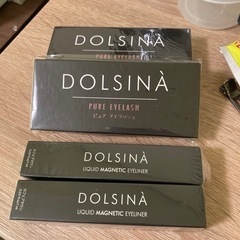 DOLSINÀ
PURE EYELASH
DOLSINÀ
PURE EYELASH
ピュア アイラッシュ
DOLSINÀ
LIQUID MAGNETIC EYELINER
DOLSINÀ
LIQUID MAGNETIC EYELINER